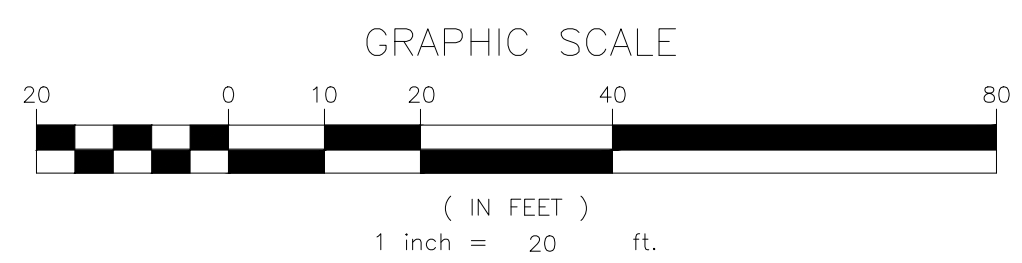 GRAPHIC SCALE
20 0 10 20 40 80
( IN FEET )
1 inch = 20 ft.